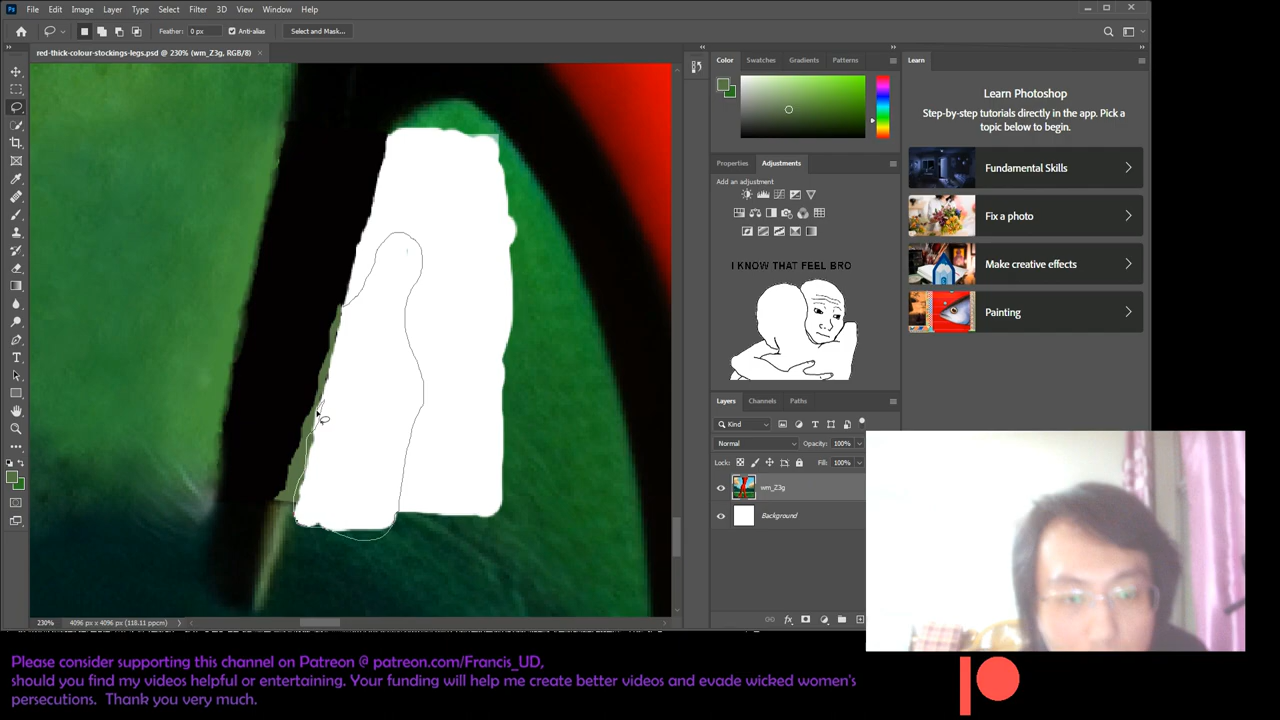 File Edit Image Layer Type Select Filter 3D View Window Help
Feather: 0 px Anti-alias Select and Mask...
red-thick-colour-stockings-legs.psd @ 230% (wm_Z3g, RGB/8)
Color Swatches Gradients Patterns
Learn
Learn Photoshop
Step-by-step tutorials directly in the app. Pick a
topic below to begin.
Fundamental Skills
Fix a photo
Make creative effects
Painting
Properties Adjustments
Add an adjustment
I KNOW THAT FEEL BRO
Layers Channels Paths
Kind
Normal Opacity: 100%
Lock: Fill: 100%
wm_Z3g
Background
230% 4096 px x 4096 px (118.11 ppcm)
Please consider supporting this channel on Patreon @ patreon.com/Francis_UD,
should you find my videos helpful or entertaining. Your funding will help me create better videos and evade wicked women's
persecutions. Thank you very much.